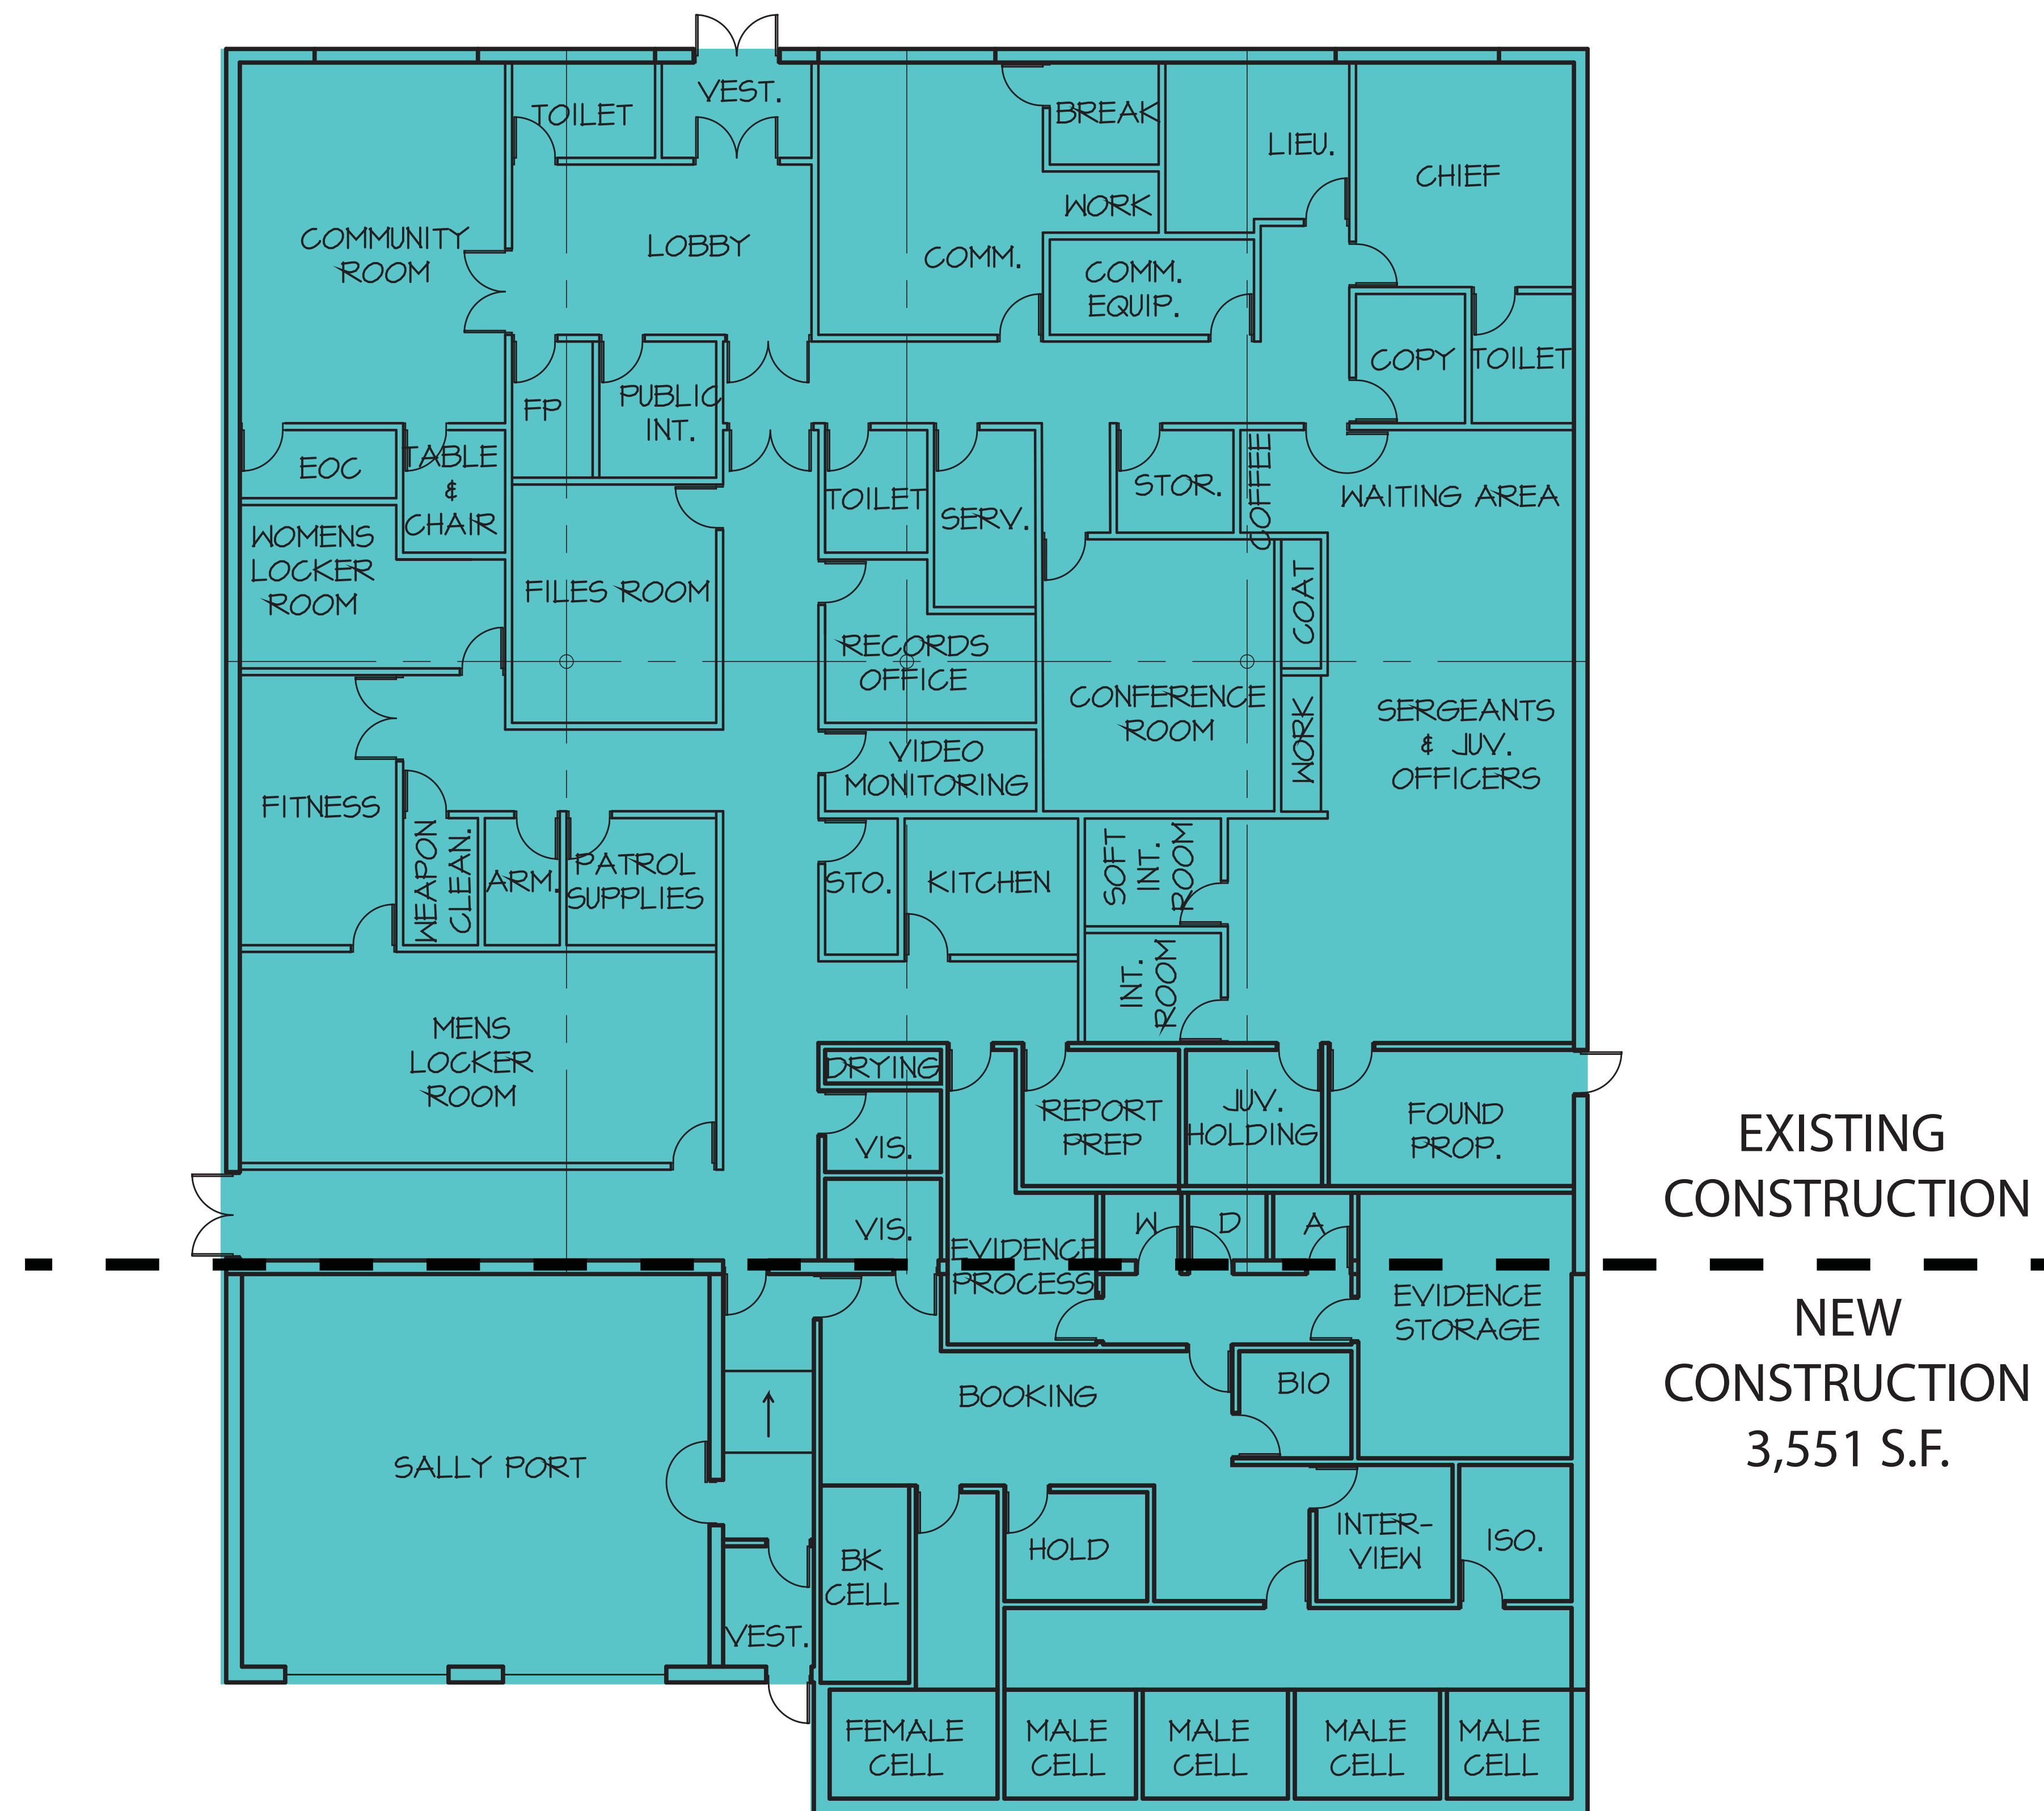 VEST.
TOILET
BREAK
LIEU.
CHIEF
WORK
COMMUNITY
ROOM
LOBBY
COMM.
COMM.
EQUIP.
COPY
TOILET
FP
PUBLIC
INT.
EOC
TABLE
&
CHAIR
TOILET
SERV.
STOR.
COFFEE
WAITING AREA
WOMENS
LOCKER
ROOM
FILES ROOM
COAT
RECORDS
OFFICE
CONFERENCE
ROOM
WORK
SERGEANTS
& JUV.
OFFICERS
VIDEO
MONITORING
FITNESS
WEAPON
CLEAN.
ARM.
PATROL
SUPPLIES
STO.
KITCHEN
SOFT
INT.
ROOM
INT.
ROOM
MENS
LOCKER
ROOM
DRYING
VIS.
REPORT
PREP
JUV.
HOLDING
FOUND
PROP.
EXISTING
CONSTRUCTION
VIS.
W
D
A
EVIDENCE
PROCESS
EVIDENCE
STORAGE
NEW
CONSTRUCTION
3,551 S.F.
BOOKING
BIO
SALLY PORT
BK
CELL
HOLD
INTER-
VIEW
ISO.
VEST.
FEMALE
CELL
MALE
CELL
MALE
CELL
MALE
CELL
MALE
CELL